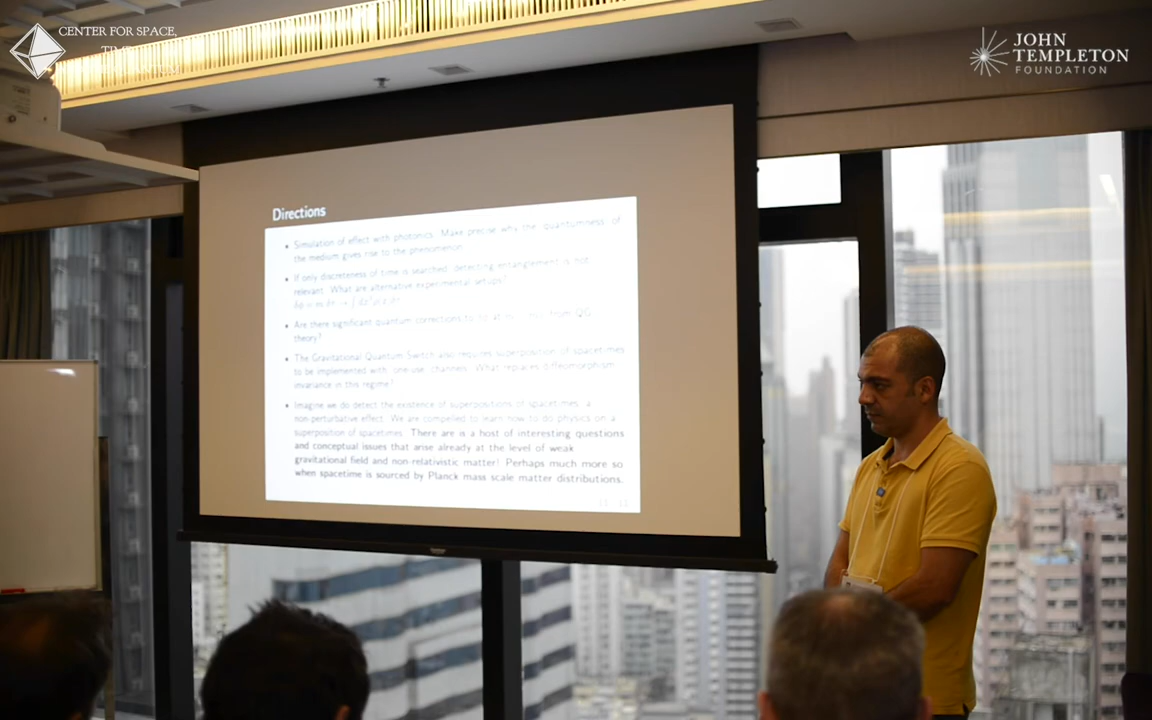 CENTER FOR SPACE,
JOHN
TEMPLETON
FOUNDATION
Directions
Simulation of effect with photonics. Make precise why the "quantumness" of
the medium gives rise to the phenomenon.
If only discreteness of time is searched, detecting entanglement is not
relevant. What are alternative experimental setups?
Are there significant quantum corrections to from QG
theory?
The Gravitational Quantum Switch also requires superposition of spacetimes
to be implemented with 'one-use' channels. What replaces diffeomorphism
invariance in this regime?
Imagine we do detect the existence of superpositions of spacetimes, a
non-perturbative effect. We are compelled to learn how to do physics on a
superposition of spacetimes. There are is a host of interesting questions
and conceptual issues that arise already at the level of weak
gravitational field and non-relativistic matter! Perhaps much more so
when spacetime is sourced by Planck mass scale matter distributions.